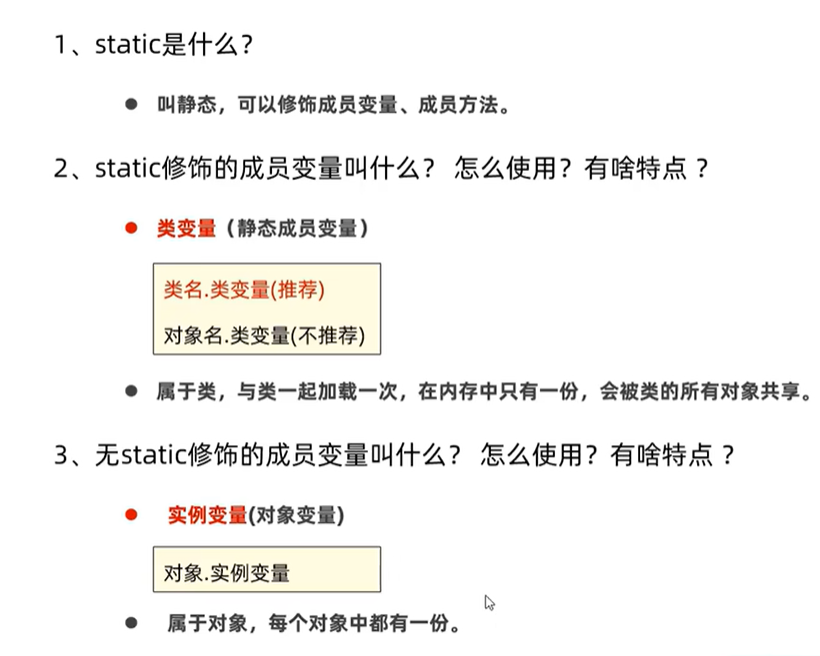 1、static是什么？
● 叫静态，可以修饰成员变量、成员方法。
2、static修饰的成员变量叫什么？ 怎么使用？有啥特点 ？
● 类变量（静态成员变量）
类名.类变量(推荐)
对象名.类变量(不推荐)
● 属于类，与类一起加载一次，在内存中只有一份，会被类的所有对象共享。
3、无static修饰的成员变量叫什么？ 怎么使用？有啥特点 ？
● 实例变量(对象变量)
对象.实例变量
● 属于对象，每个对象中都有一份。